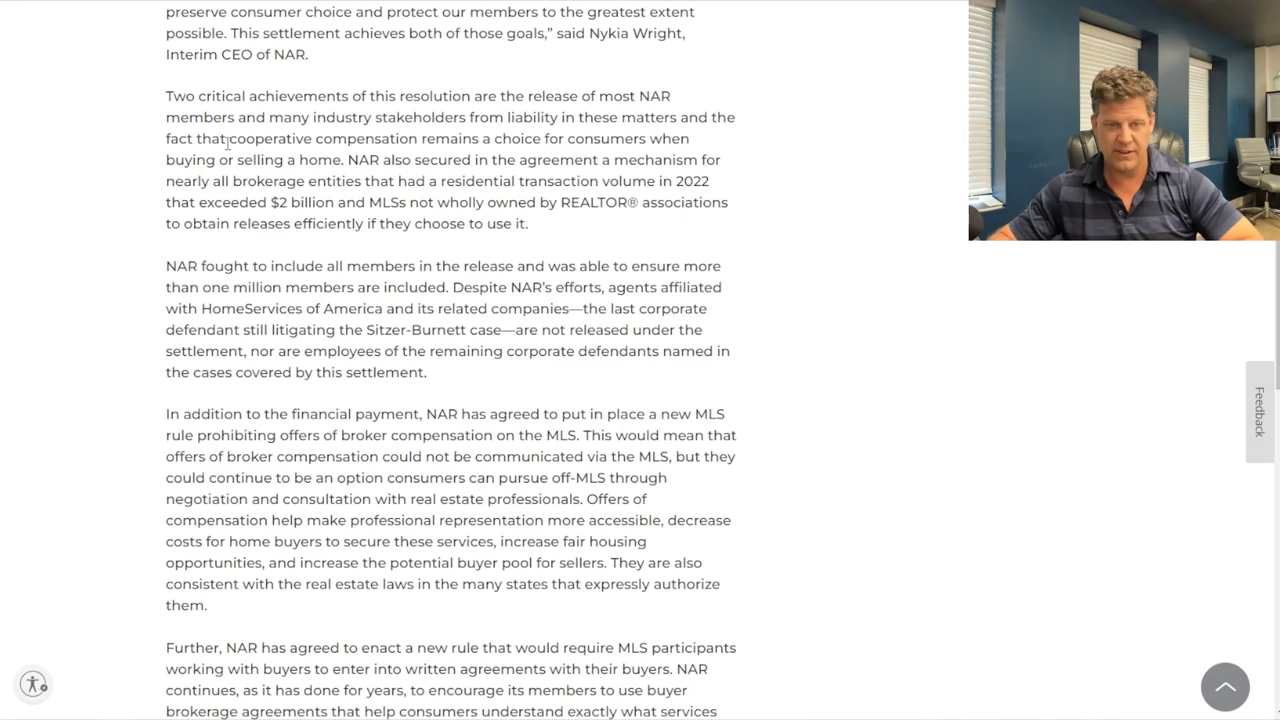 preserve consumer choice and protect our members to the greatest extent
possible. This settlement achieves both of those goals,” said Nykia Wright,
Interim CEO of NAR.
Two critical achievements of this resolution are the release of most NAR
members and many industry stakeholders from liability in these matters and the
fact that cooperative compensation remains a choice for consumers when
buying or selling a home. NAR also secured in the settlement a mechanism for
nearly all brokerage entities that had a residential transaction volume in 2022
that exceeded $2 billion and MLSs not wholly owned by REALTOR® associations
to obtain releases efficiently if they choose to use it.
NAR fought to include all members in the release and was able to ensure more
than one million members are included. Despite NAR’s efforts, agents affiliated
with HomeServices of America and its related companies—the last corporate
defendant still litigating the Sitzer-Burnett case—are not released under the
settlement, nor are employees of the remaining corporate defendants named in
the cases covered by this settlement.
In addition to the financial payment, NAR has agreed to put in place a new MLS
rule prohibiting offers of broker compensation on the MLS. This would mean that
offers of broker compensation could not be communicated via the MLS, but they
could continue to be an option consumers can pursue off-MLS through
negotiation and consultation with real estate professionals. Offers of
compensation help make professional representation more accessible, decrease
costs for home buyers to secure these services, increase fair housing
opportunities, and increase the potential buyer pool for sellers. They are also
consistent with the real estate laws in the many states that expressly authorize
them.
Further, NAR has agreed to enact a new rule that would require MLS participants
working with buyers to enter into written agreements with their buyers. NAR
continues, as it has done for years, to encourage its members to use buyer
brokerage agreements that help consumers understand exactly what services
Feedback